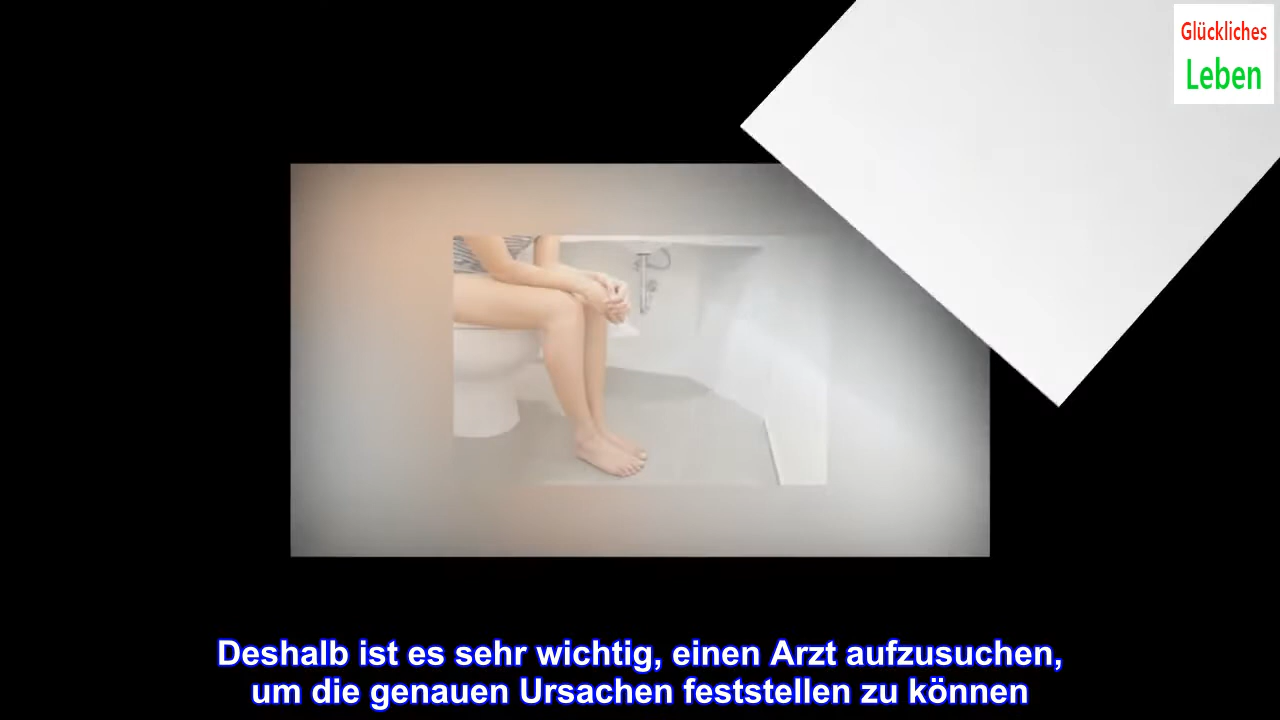 Glückliches
Leben
Deshalb ist es sehr wichtig, einen Arzt aufzusuchen,
um die genauen Ursachen feststellen zu können